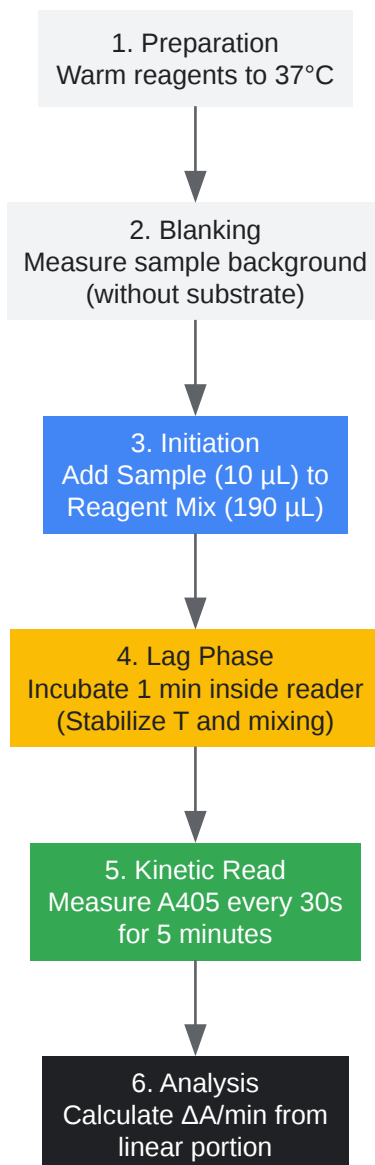 1. Preparation
Warm reagents to 37°C
2. Blanking
Measure sample background
(without substrate)
3. Initiation
Add Sample (10 µL) to
Reagent Mix (190 µL)
4. Lag Phase
Incubate 1 min inside reader
(Stabilize T and mixing)
5. Kinetic Read
Measure A405 every 30s
for 5 minutes
6. Analysis
Calculate ΔA/min from
linear portion